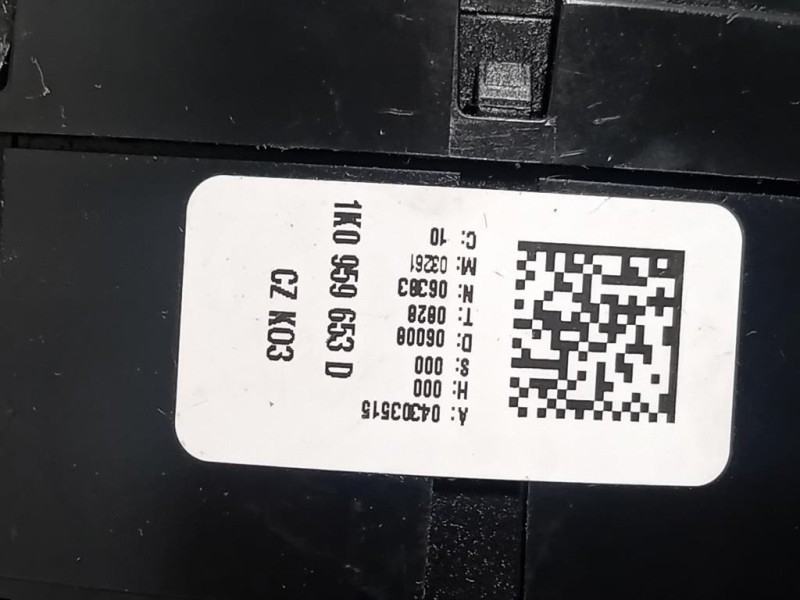 A: 04303515
H: 000
S: 000
D: 06008
T: 0828
N: 06383
M: 03261
C: 10
1K0 959 653 D
CZ K03